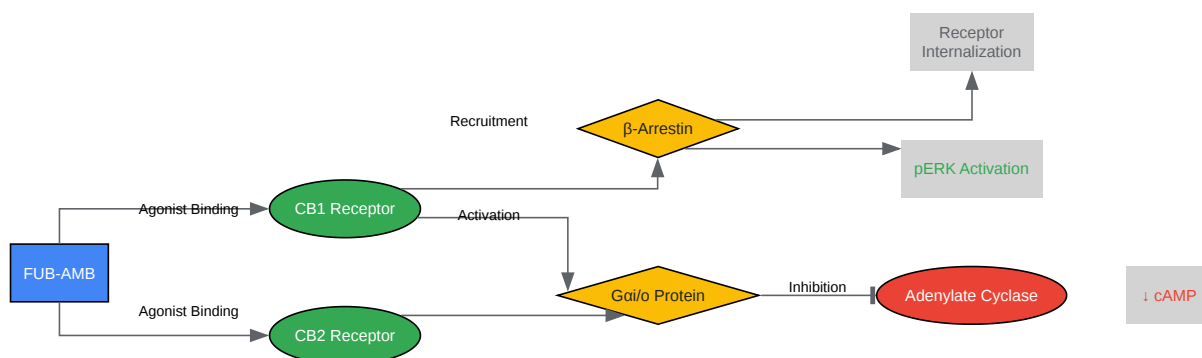 Receptor
Internalization
Recruitment
β-Arrestin
pERK Activation
Agonist Binding
CB1 Receptor
Activation
FUB-AMB
Gαi/o Protein
Inhibition
Adenylate Cyclase
↓ cAMP
Agonist Binding
CB2 Receptor